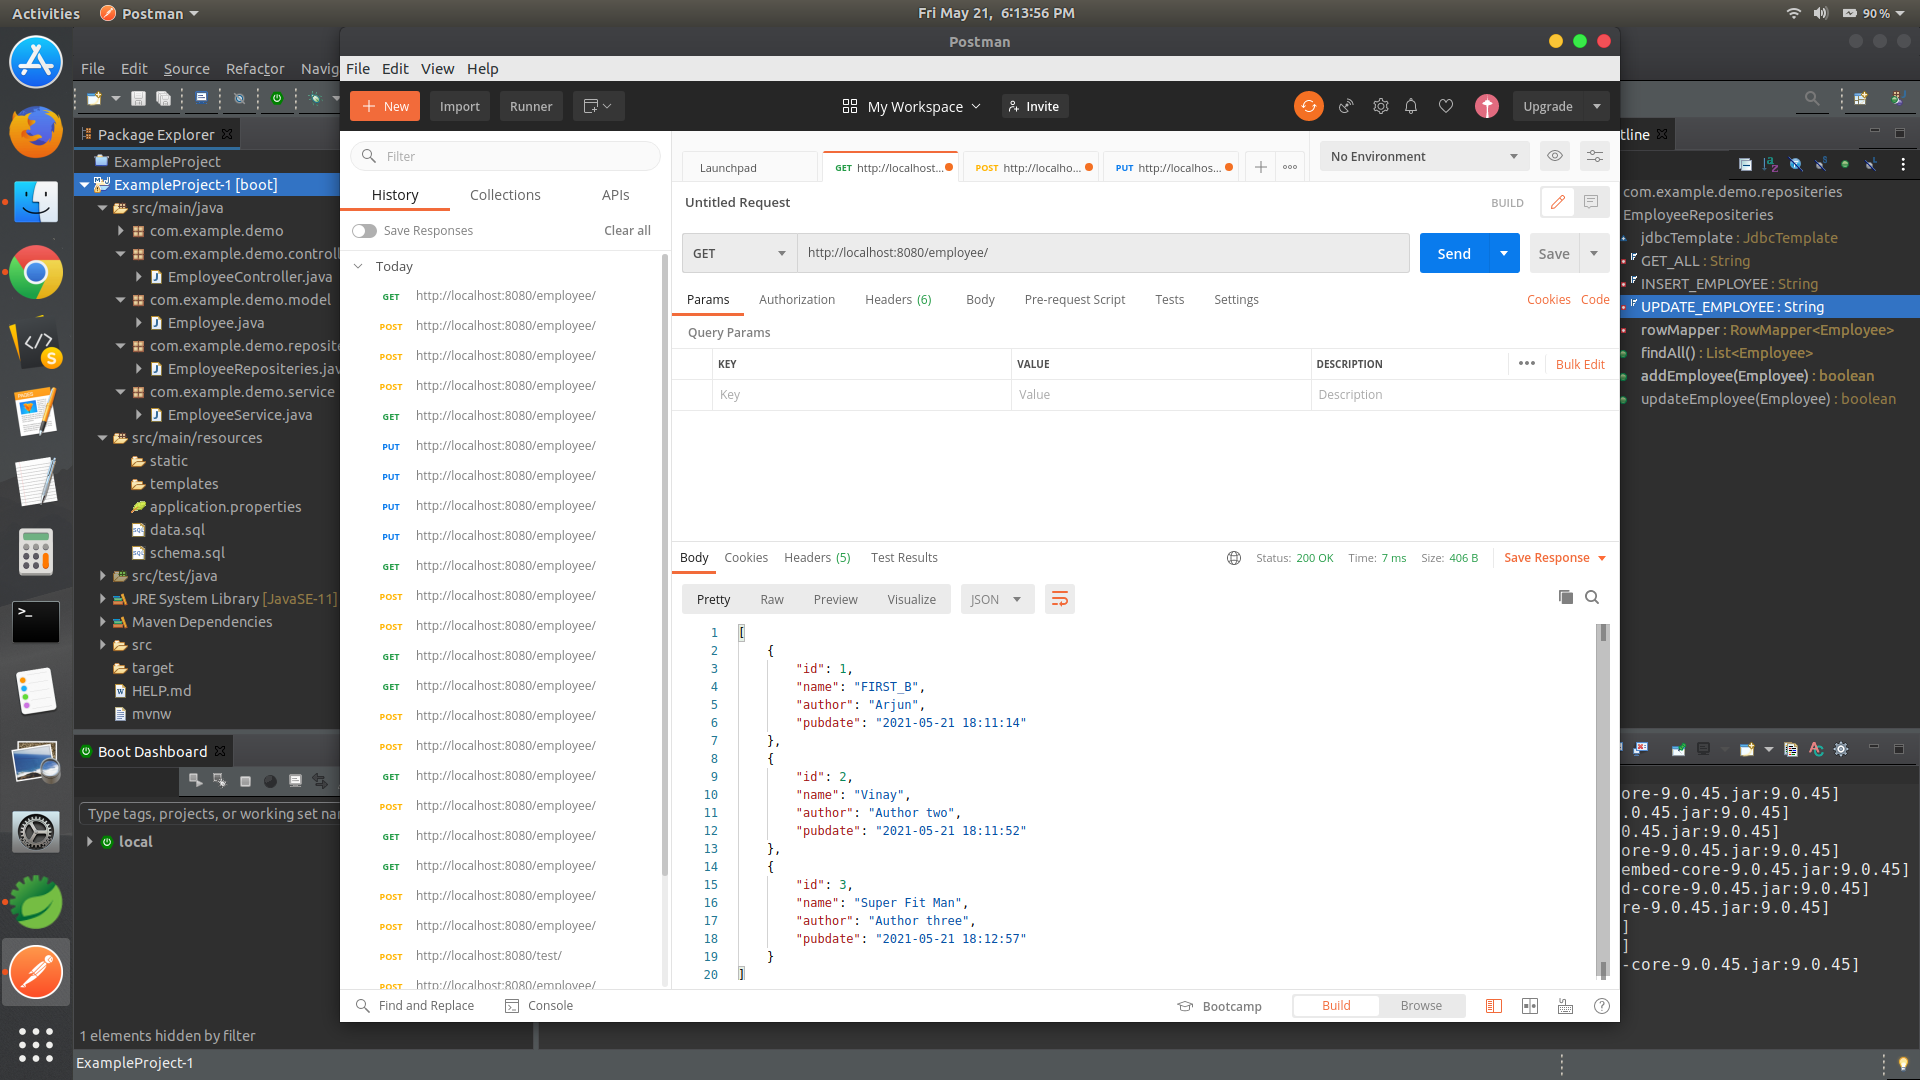 Activities
Postman
Fri May 21, 6:13:56 PM
90 %
Postman
File Edit Source Refactor Navig
File Edit View Help
New
Import
Runner
My Workspace
Invite
Upgrade
Package Explorer
ExampleProject
ExampleProject-1 [boot]
src/main/java
com.example.demo
com.example.demo.controll
EmployeeController.java
com.example.demo.model
Employee.java
com.example.demo.reposite
EmployeeRepositeries.jav
com.example.demo.service
EmployeeService.java
src/main/resources
static
templates
application.properties
data.sql
schema.sql
src/test/java
JRE System Library [JavaSE-11]
Maven Dependencies
src
target
HELP.md
mvnw
Boot Dashboard
Type tags, projects, or working set nam
local
1 elements hidden by filter
ExampleProject-1
Filter
History
Collections
APIs
Save Responses
Clear all
Today
GET http://localhost:8080/employee/
POST http://localhost:8080/employee/
POST http://localhost:8080/employee/
POST http://localhost:8080/employee/
GET http://localhost:8080/employee/
PUT http://localhost:8080/employee/
PUT http://localhost:8080/employee/
PUT http://localhost:8080/employee/
PUT http://localhost:8080/employee/
GET http://localhost:8080/employee/
POST http://localhost:8080/employee/
POST http://localhost:8080/employee/
GET http://localhost:8080/employee/
GET http://localhost:8080/employee/
POST http://localhost:8080/employee/
POST http://localhost:8080/employee/
GET http://localhost:8080/employee/
POST http://localhost:8080/employee/
GET http://localhost:8080/employee/
GET http://localhost:8080/employee/
POST http://localhost:8080/employee/
POST http://localhost:8080/employee/
POST http://localhost:8080/test/
POST http://localhost:8080/employee/
Find and Replace
Console
Launchpad
GET http://localhost...
POST http://localho...
PUT http://localhos...
No Environment
Untitled Request
BUILD
GET
http://localhost:8080/employee/
Send
Save
Params
Authorization
Headers (6)
Body
Pre-request Script
Tests
Settings
Cookies
Code
Query Params
KEY
VALUE
DESCRIPTION
Bulk Edit
Key
Value
Description
Body
Cookies
Headers (5)
Test Results
Status: 200 OK
Time: 7 ms
Size: 406 B
Save Response
Pretty
Raw
Preview
Visualize
JSON
1 [
2 {
3 "id": 1,
4 "name": "FIRST_B",
5 "author": "Arjun",
6 "pubdate": "2021-05-21 18:11:14"
7 },
8 {
9 "id": 2,
10 "name": "Vinay",
11 "author": "Author two",
12 "pubdate": "2021-05-21 18:11:52"
13 },
14 {
15 "id": 3,
16 "name": "Super Fit Man",
17 "author": "Author three",
18 "pubdate": "2021-05-21 18:12:57"
19 }
20 ]
Bootcamp
Build
Browse
tline
com.example.demo.repositeries
EmployeeRepositeries
jdbcTemplate : JdbcTemplate
GET_ALL : String
INSERT_EMPLOYEE : String
UPDATE_EMPLOYEE : String
rowMapper : RowMapper<Employee>
findAll() : List<Employee>
addEmployee(Employee) : boolean
updateEmployee(Employee) : boolean
ore-9.0.45.jar:9.0.45]
.0.45.jar:9.0.45]
0.45.jar:9.0.45]
ore-9.0.45.jar:9.0.45]
embed-core-9.0.45.jar:9.0.45]
d-core-9.0.45.jar:9.0.45]
re-9.0.45.jar:9.0.45]
]
]
-core-9.0.45.jar:9.0.45]